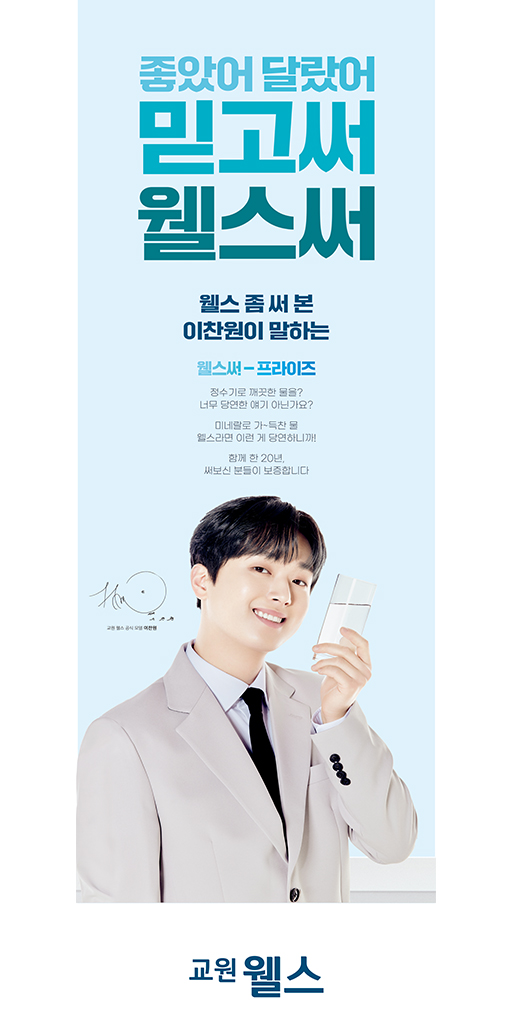 좋았어 달랐어
믿고써
웰스써
웰스 좀 써 본
이찬원이 말하는
웰스써! – 프라이즈
정수기로 깨끗한 물을?
너무 당연한 얘기 아닌가요?
미네랄로 가~득찬 물
웰스라면 이런 게 당연하니까!
함께 한 20년,
써보신 분들이 보증합니다
교원 웰스 공식 모델 이찬원
교원 웰스